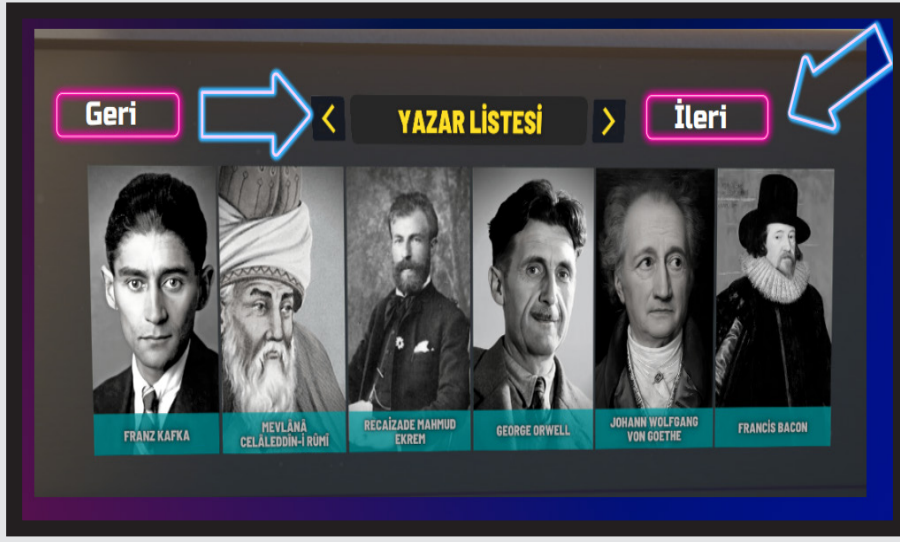 Geri
YAZAR LİSTESİ
İleri
FRANZ KAFKA
MEVLÂNÂ
CELÂLEDDİN-İ RÛMÎ
RECAİZADE MAHMUD
EKREM
GEORGE ORWELL
JOHANN WOLFGANG
VON GOETHE
FRANCİS BACON